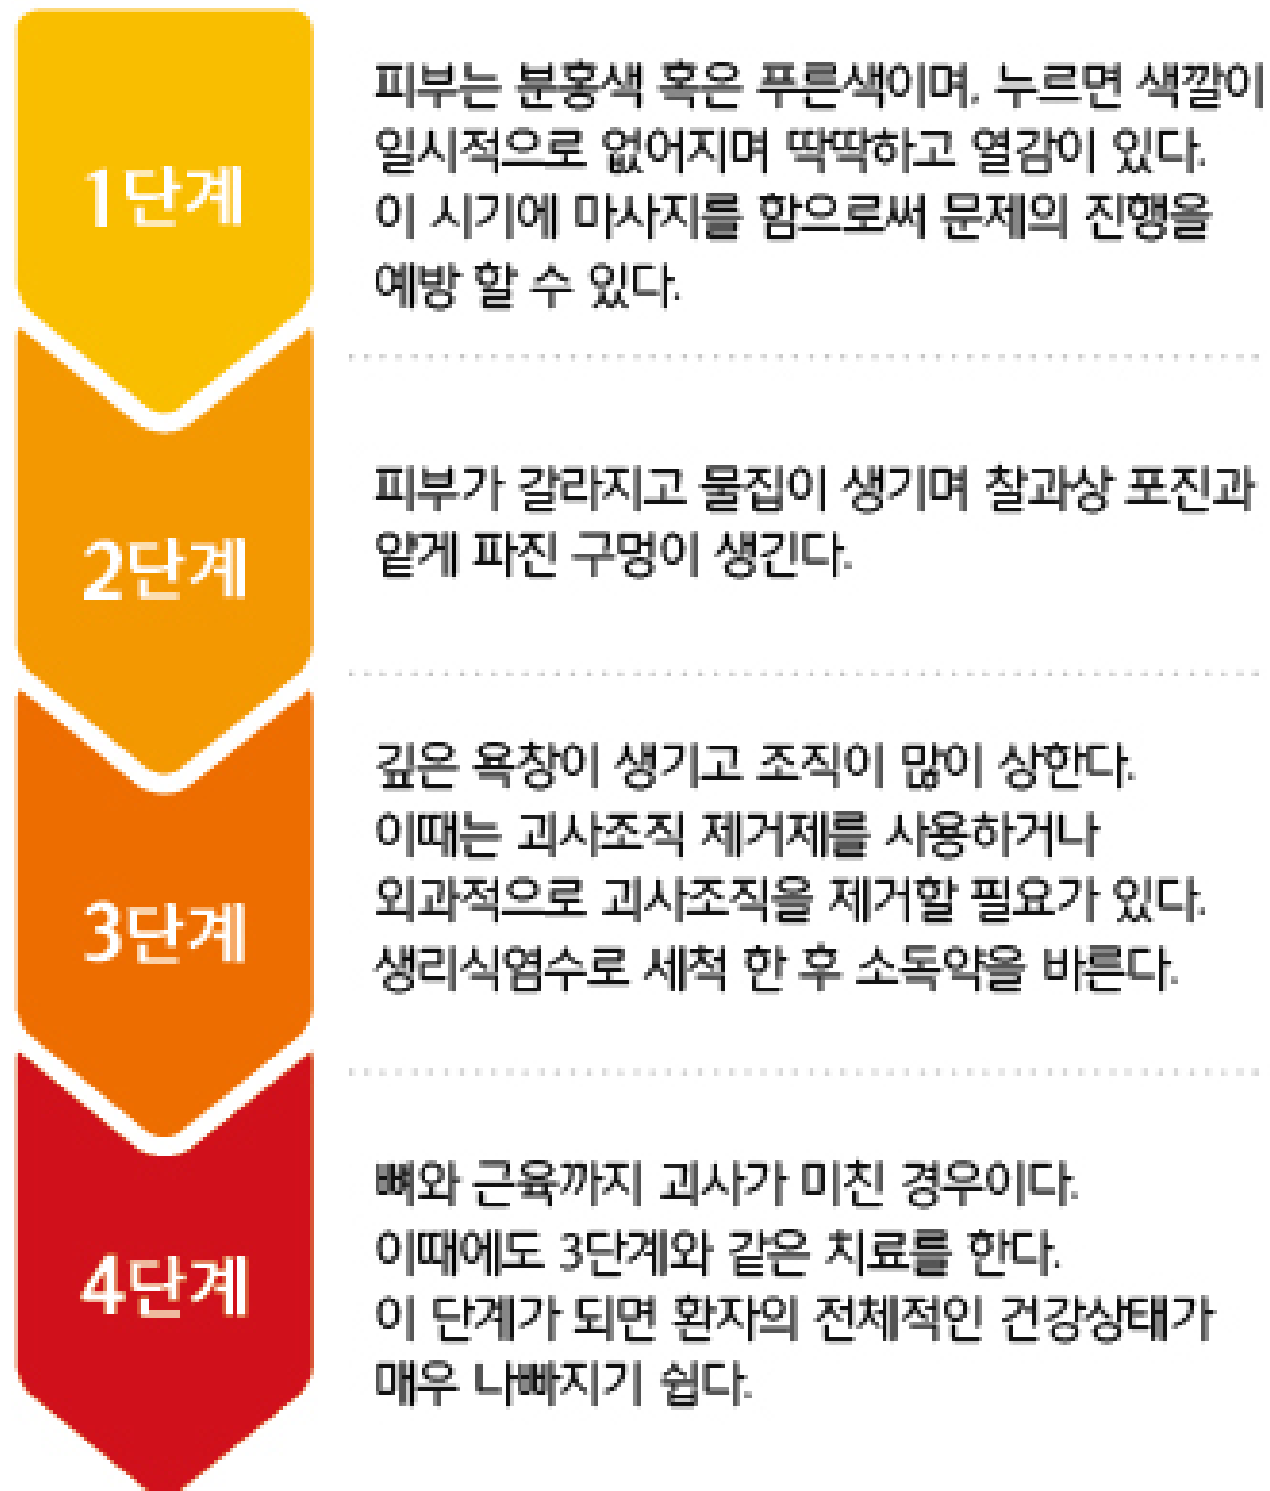 1단계
피부는 분홍색 혹은 푸른색이며, 누르면 색깔이
일시적으로 없어지며 딱딱하고 열감이 있다.
이 시기에 마사지를 함으로써 문제의 진행을
예방 할 수 있다.
2단계
피부가 갈라지고 물집이 생기며 찰과상 포진과
얕게 파진 구멍이 생긴다.
3단계
깊은 욕창이 생기고 조직이 많이 상한다.
이때는 괴사조직 제거제를 사용하거나
외과적으로 괴사조직을 제거할 필요가 있다.
생리식염수로 세척 한 후 소독약을 바른다.
4단계
뼈와 근육까지 괴사가 미친 경우이다.
이때에도 3단계와 같은 치료를 한다.
이 단계가 되면 환자의 전체적인 건강상태가
매우 나빠지기 쉽다.